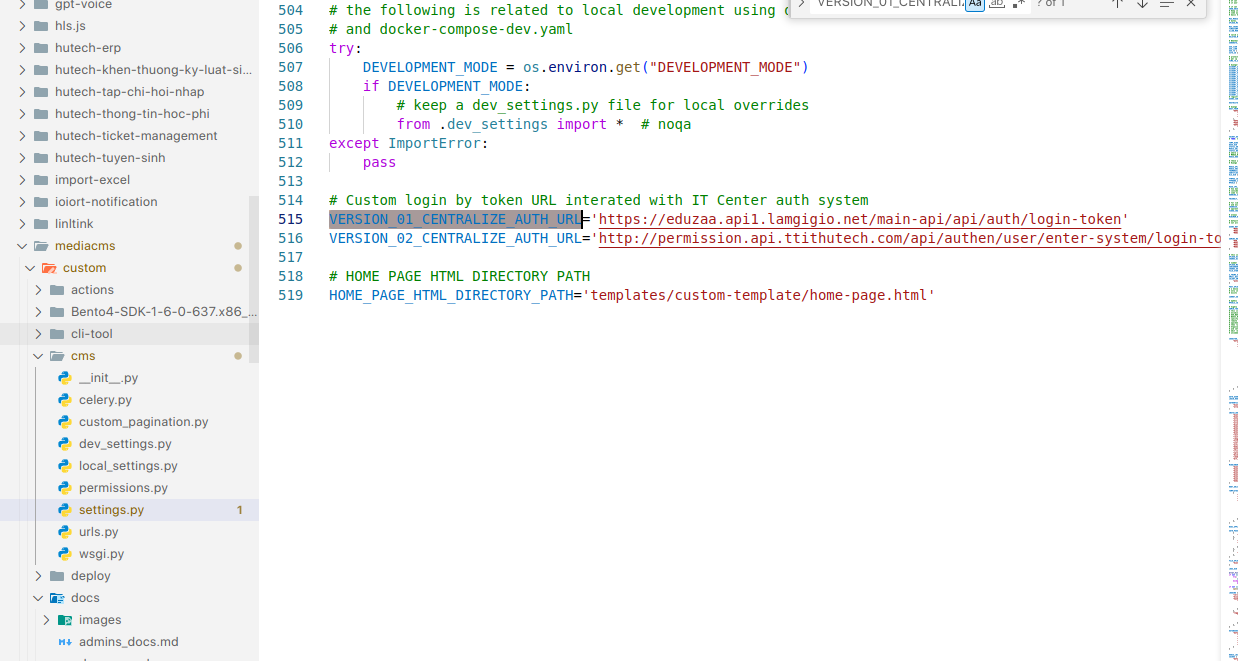 gpt-voice
hls.js
hutech-erp
hutech-khen-thuong-ky-luat-si...
hutech-tap-chi-hoi-nhap
hutech-thong-tin-hoc-phi
hutech-ticket-management
hutech-tuyen-sinh
import-excel
ioiort-notification
linltink
mediacms
custom
actions
Bento4-SDK-1-6-0-637.x86_...
cli-tool
cms
__init__.py
celery.py
custom_pagination.py
dev_settings.py
local_settings.py
permissions.py
settings.py 1
urls.py
wsgi.py
deploy
docs
images
admins_docs.md
VERSION_01_CENTRALIZ Aa ab ? of 1
504 # the following is related to local development using
505 # and docker-compose-dev.yaml
506 try:
507 DEVELOPMENT_MODE = os.environ.get("DEVELOPMENT_MODE")
508 if DEVELOPMENT_MODE:
509 # keep a dev_settings.py file for local overrides
510 from .dev_settings import * # noqa
511 except ImportError:
512 pass
513
514 # Custom login by token URL interated with IT Center auth system
515 VERSION_01_CENTRALIZE_AUTH_URL='https://eduzaa.api1.lamgigio.net/main-api/api/auth/login-token'
516 VERSION_02_CENTRALIZE_AUTH_URL='http://permission.api.ttithutech.com/api/authen/user/enter-system/login-to
517
518 # HOME PAGE HTML DIRECTORY PATH
519 HOME_PAGE_HTML_DIRECTORY_PATH='templates/custom-template/home-page.html'